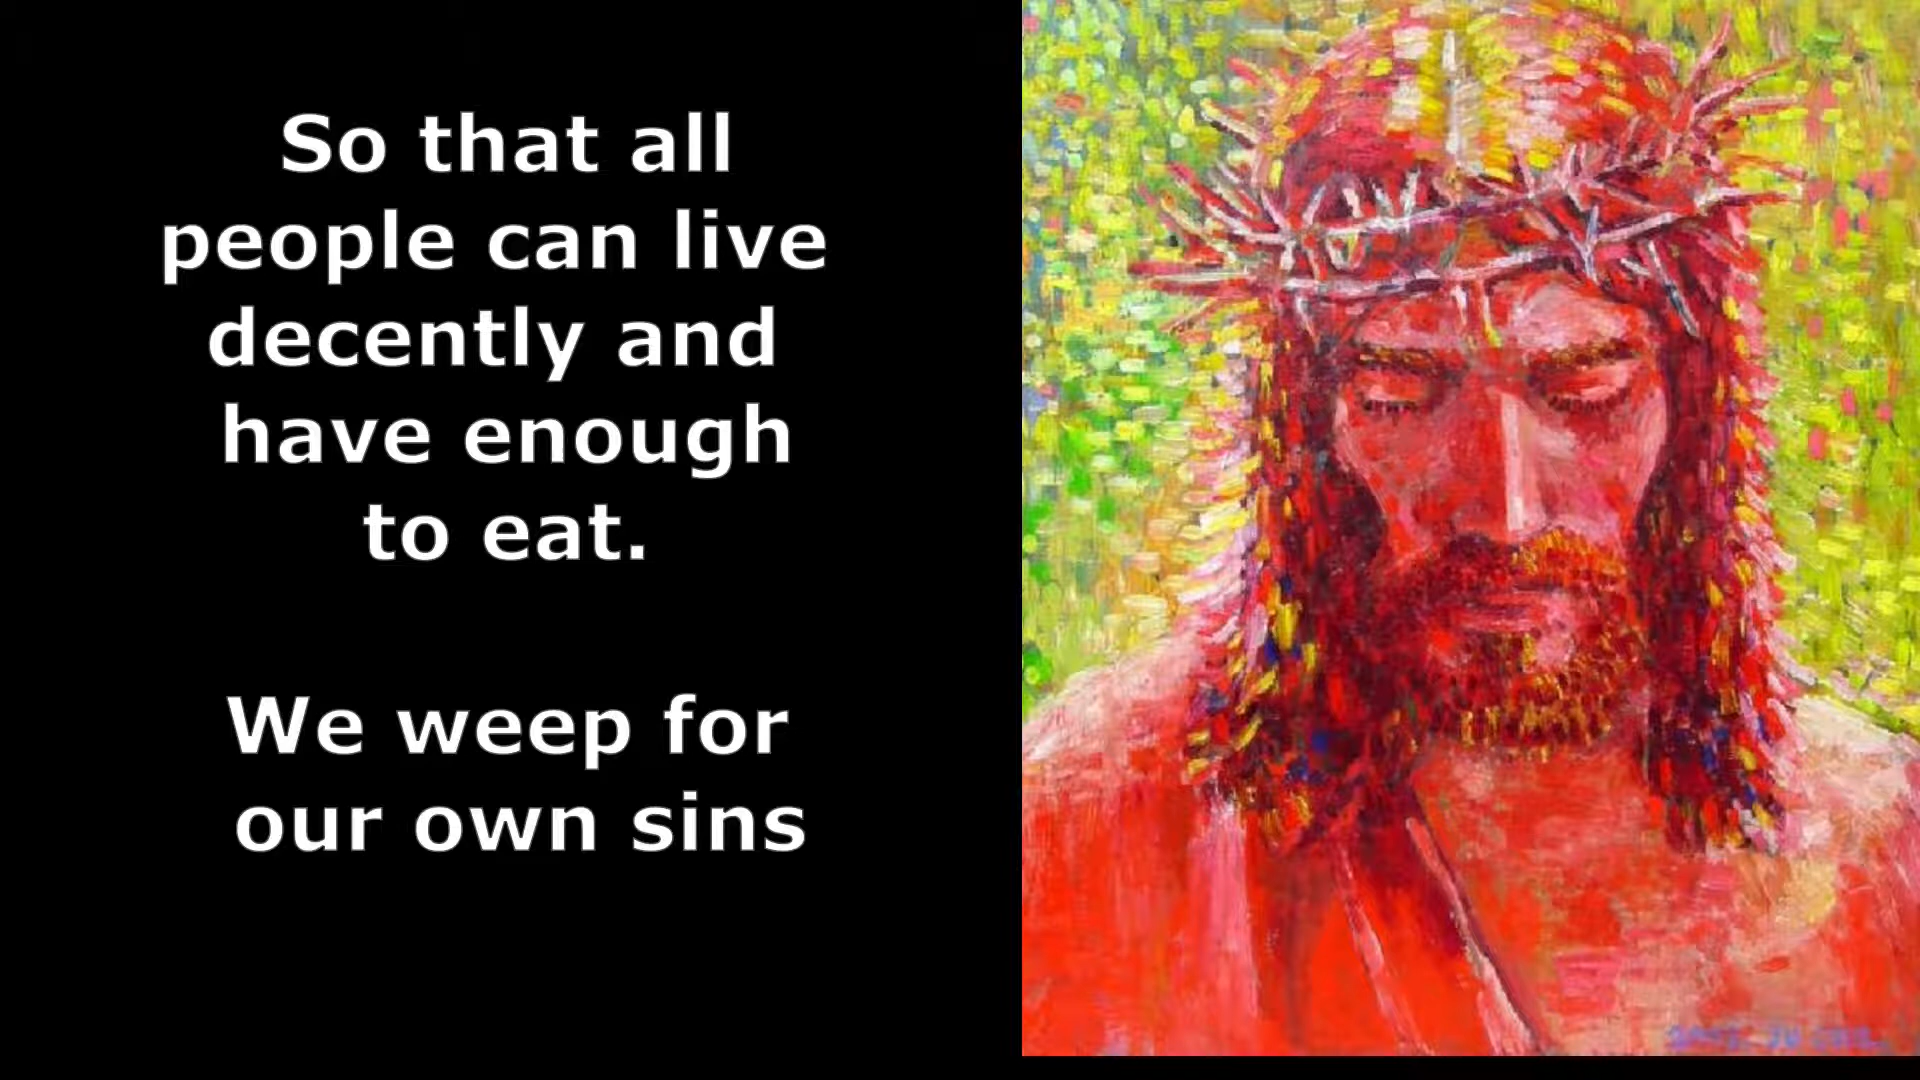 So that all
people can live
decently and
have enough
to eat.
We weep for
our own sins